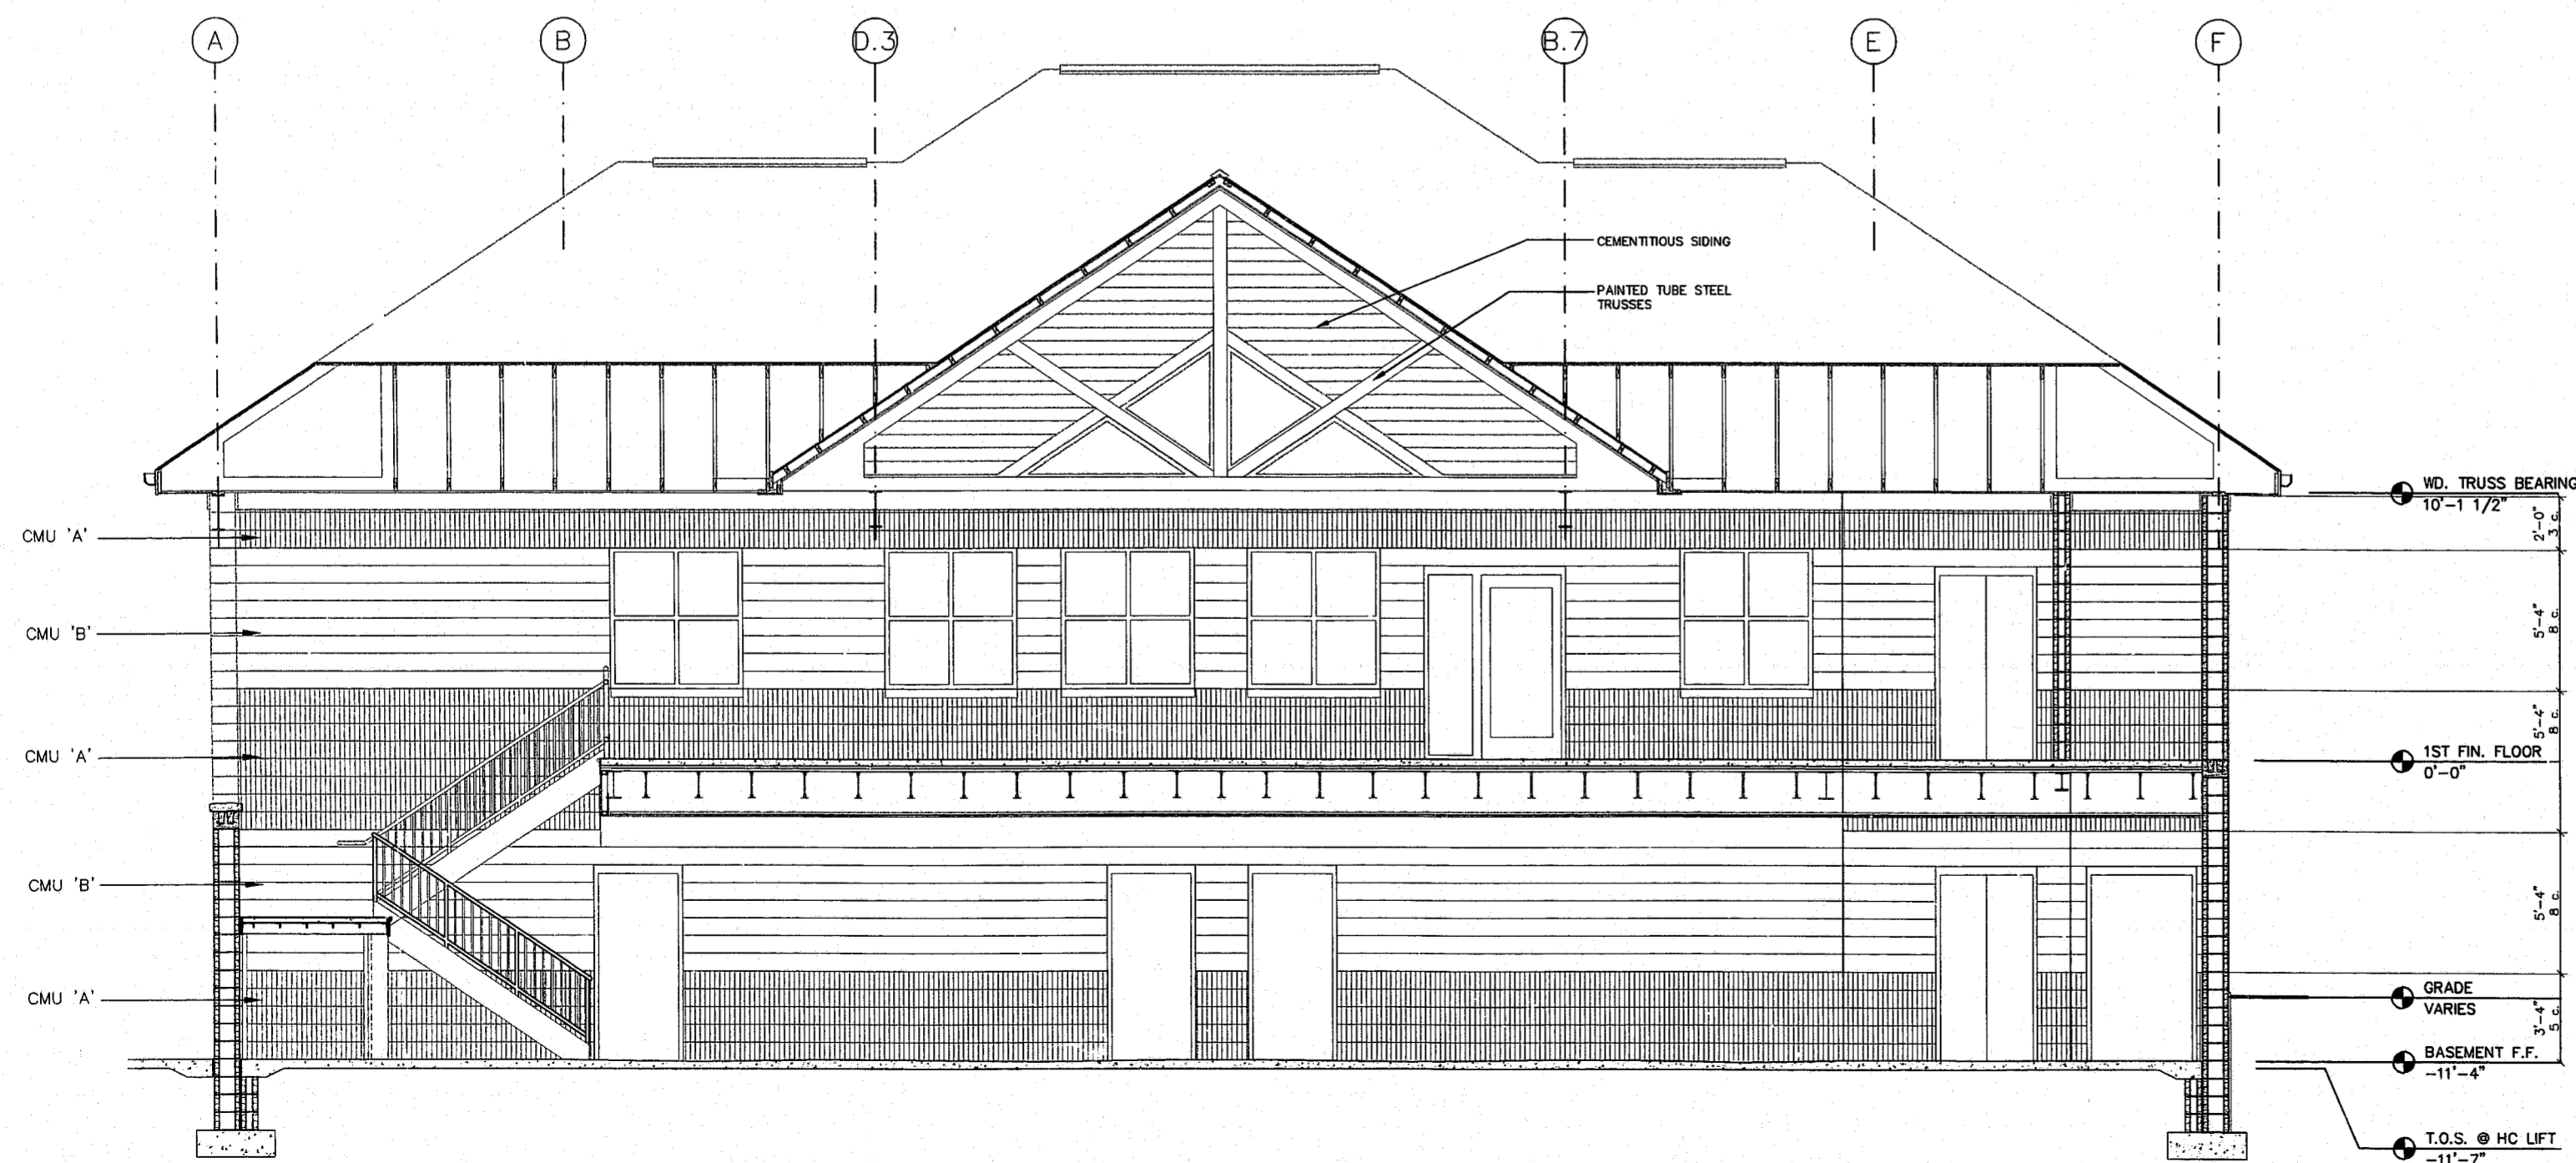 A
B
D.3
B.7
E
F
CEMENTITIOUS SIDING
PAINTED TUBE STEEL
TRUSSES
WD. TRUSS BEARING
10'-1 1/2"
2'-0"
3 c.
CMU 'A'
CMU 'B'
5'-4"
8 c.
CMU 'A'
5'-4"
8 c.
1ST FIN. FLOOR
0'-0"
CMU 'B'
5'-4"
8 c.
CMU 'A'
GRADE
VARIES
3'-4"
5 c.
BASEMENT F.F.
-11'-4"
T.O.S. @ HC LIFT
-11'-7"